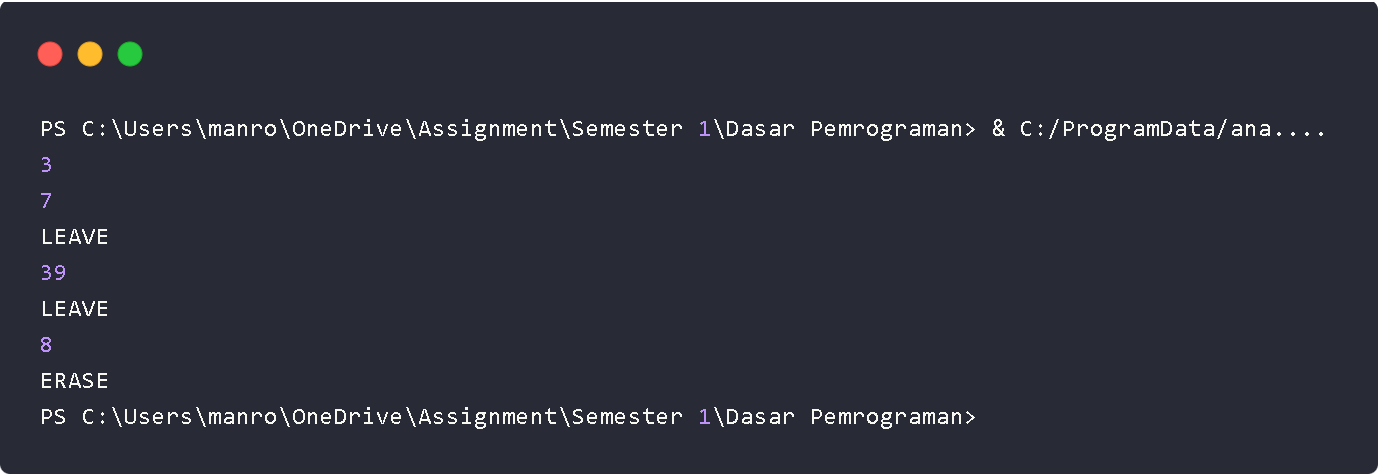 PS C:\Users\manro\OneDrive\Assignment\Semester 1\Dasar Pemrograman> & C:/ProgramData/ana....
3
7
LEAVE
39
LEAVE
8
ERASE
PS C:\Users\manro\OneDrive\Assignment\Semester 1\Dasar Pemrograman>